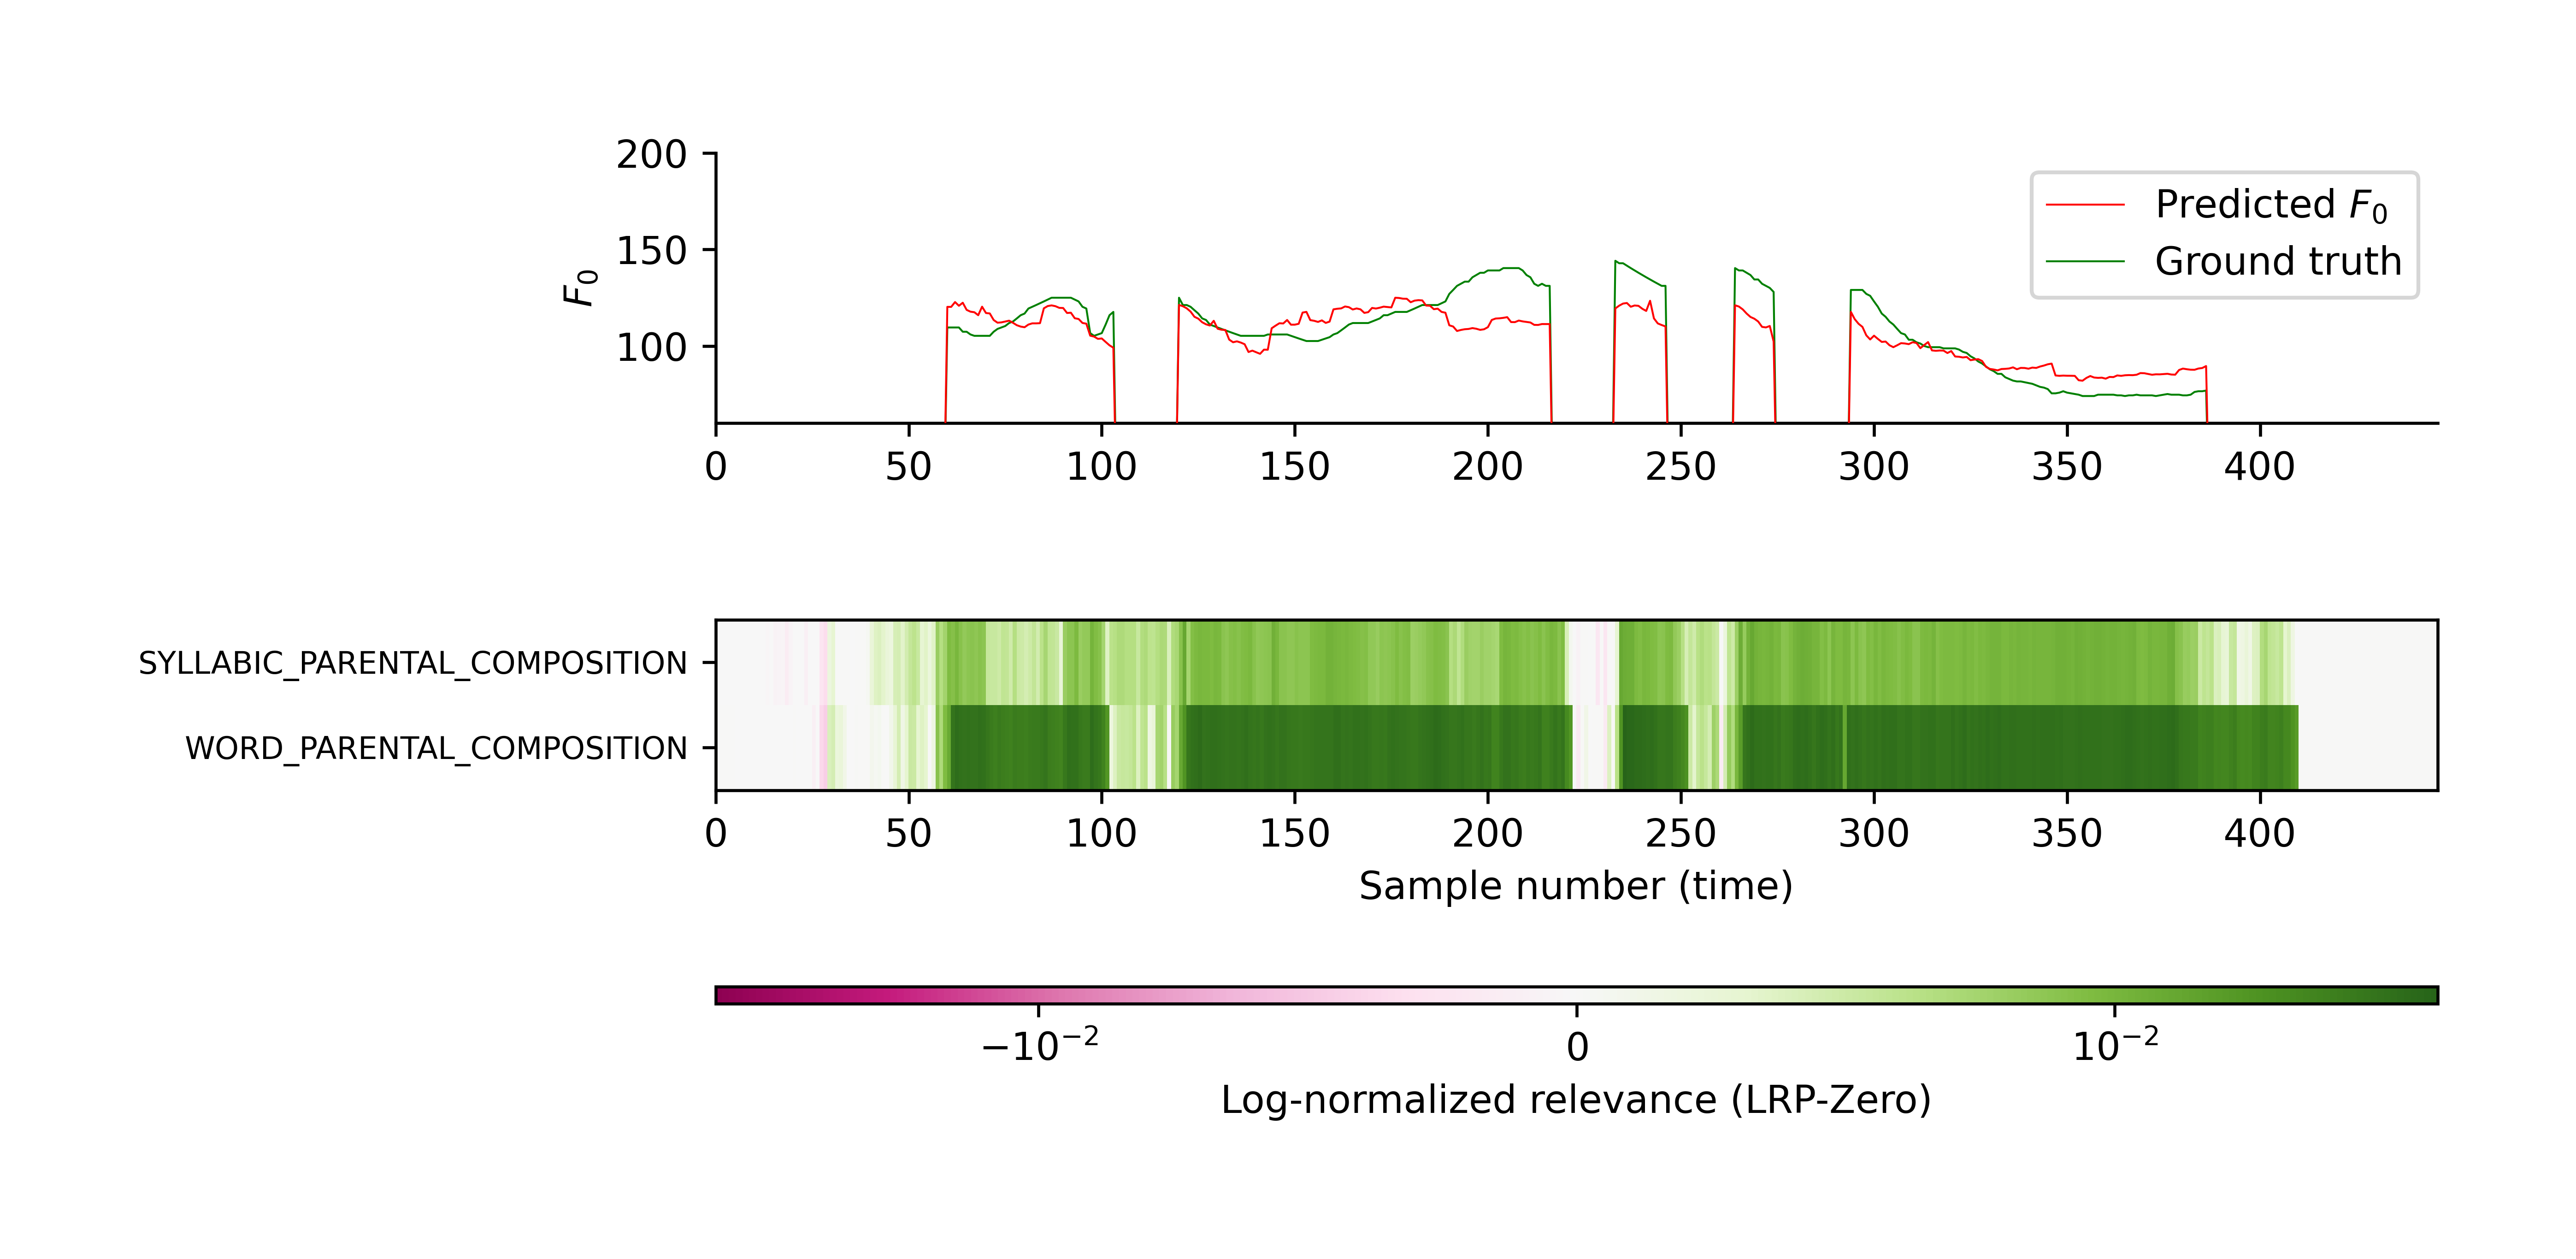 200
150
100
F₀
Predicted F₀
Ground truth
0 50 100 150 200 250 300 350 400
SYLLABIC_PARENTAL_COMPOSITION
WORD_PARENTAL_COMPOSITION
0 50 100 150 200 250 300 350 400
Sample number (time)
−10⁻² 0 10⁻²
Log-normalized relevance (LRP-Zero)